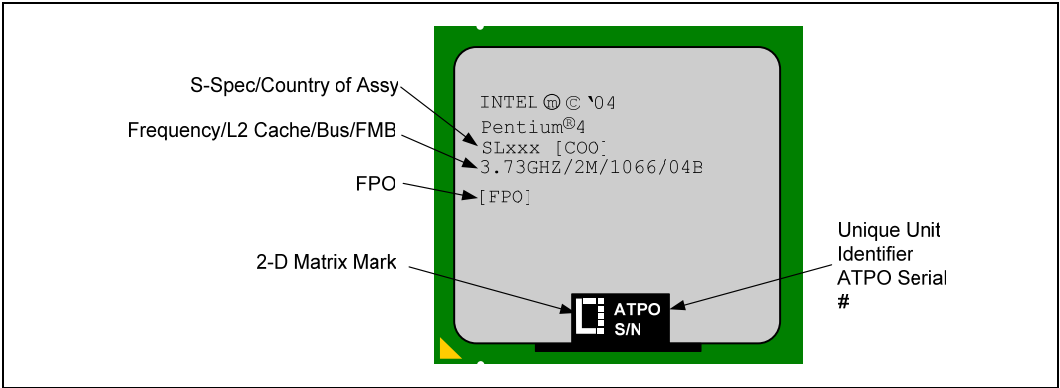 S-Spec/Country of Assy
Frequency/L2 Cache/Bus/FMB
FPO
2-D Matrix Mark
INTEL ⓜ © '04
Pentium®4
SLxxx [COO]
3.73GHZ/2M/1066/04B
[FPO]
ATPO
S/N
Unique Unit
Identifier
ATPO Serial
#